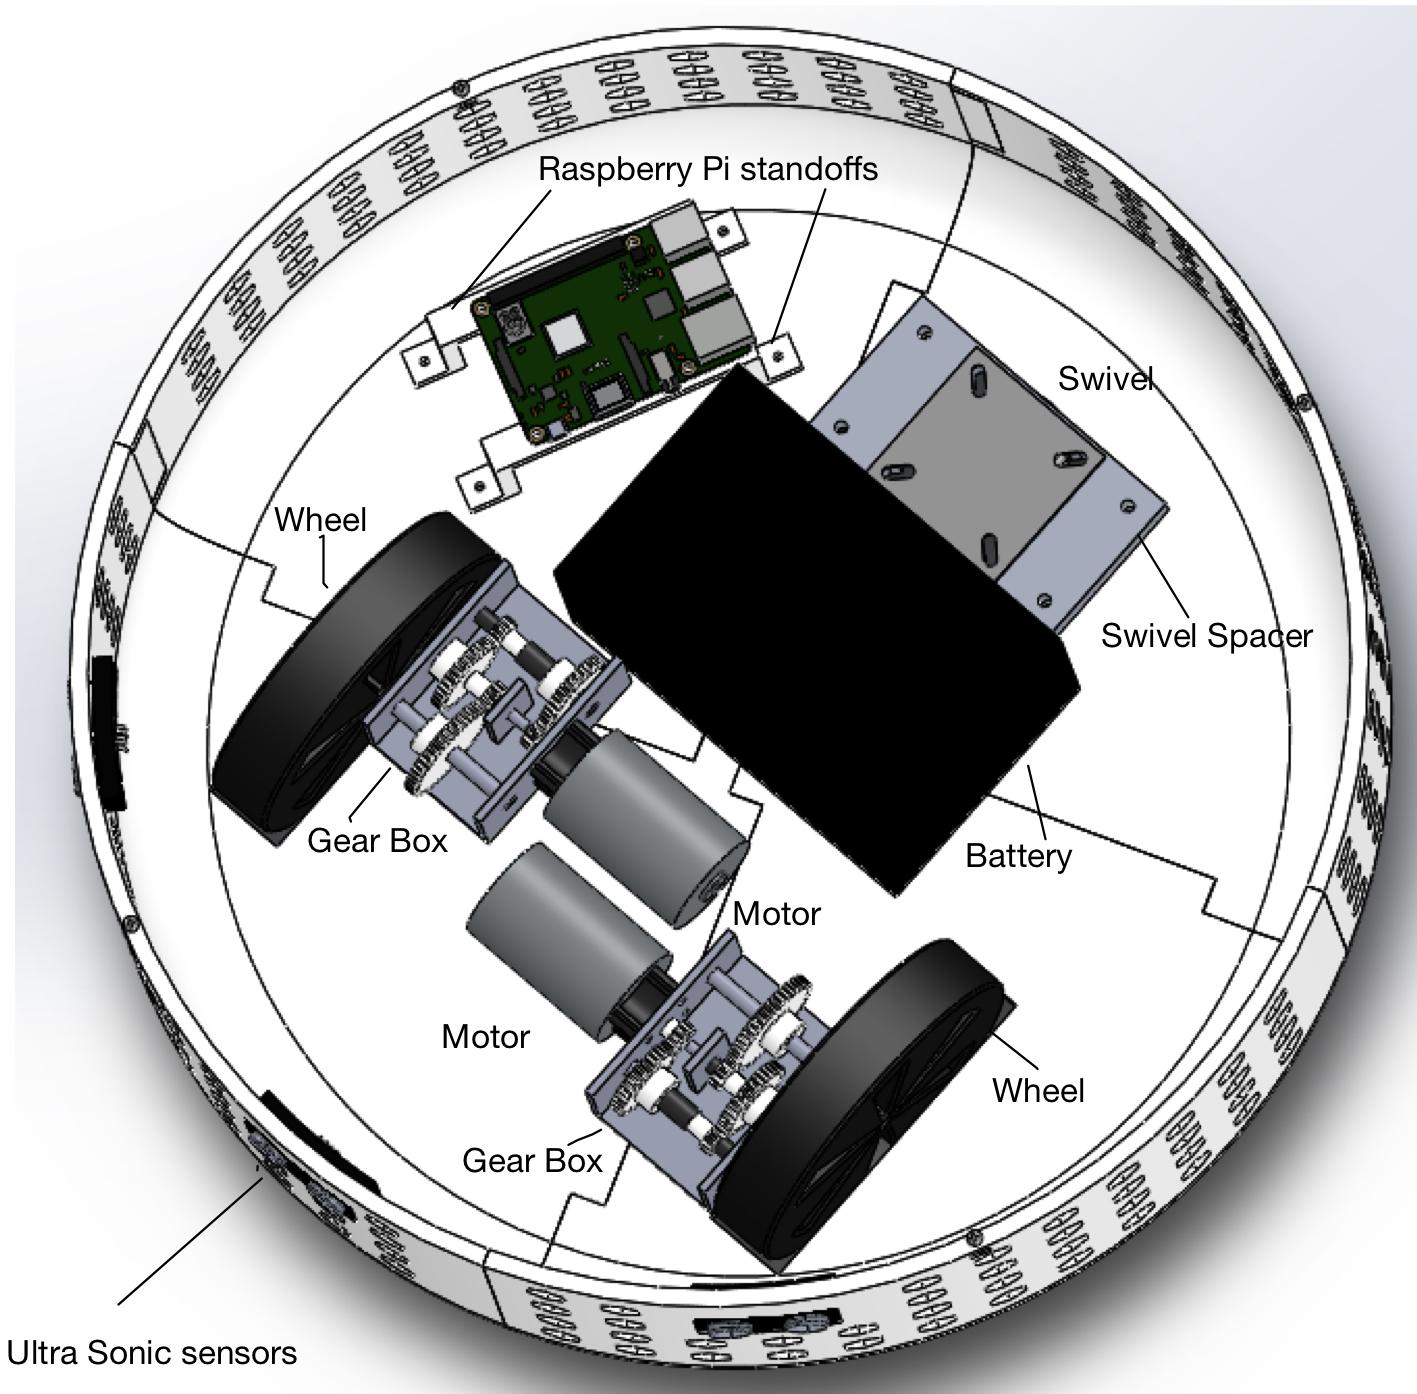 Raspberry Pi standoffs
Swivel
Wheel
Swivel Spacer
Gear Box
Battery
Motor
Motor
Wheel
Gear Box
Ultra Sonic sensors